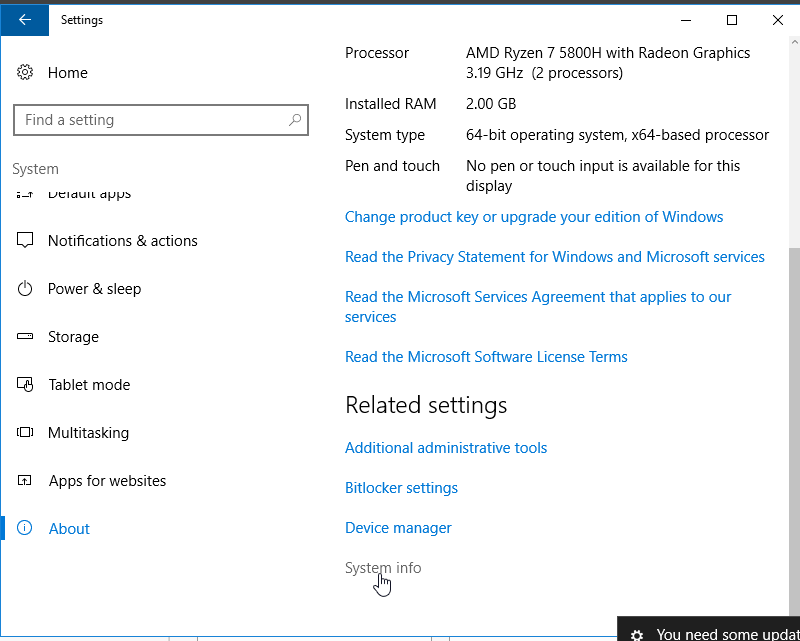 Settings
Home
Find a setting
System
Default apps
Notifications & actions
Power & sleep
Storage
Tablet mode
Multitasking
Apps for websites
About
Processor AMD Ryzen 7 5800H with Radeon Graphics
3.19 GHz (2 processors)
Installed RAM 2.00 GB
System type 64-bit operating system, x64-based processor
Pen and touch No pen or touch input is available for this
display
Change product key or upgrade your edition of Windows
Read the Privacy Statement for Windows and Microsoft services
Read the Microsoft Services Agreement that applies to our
services
Read the Microsoft Software License Terms
Related settings
Additional administrative tools
Bitlocker settings
Device manager
System info
You need some updat